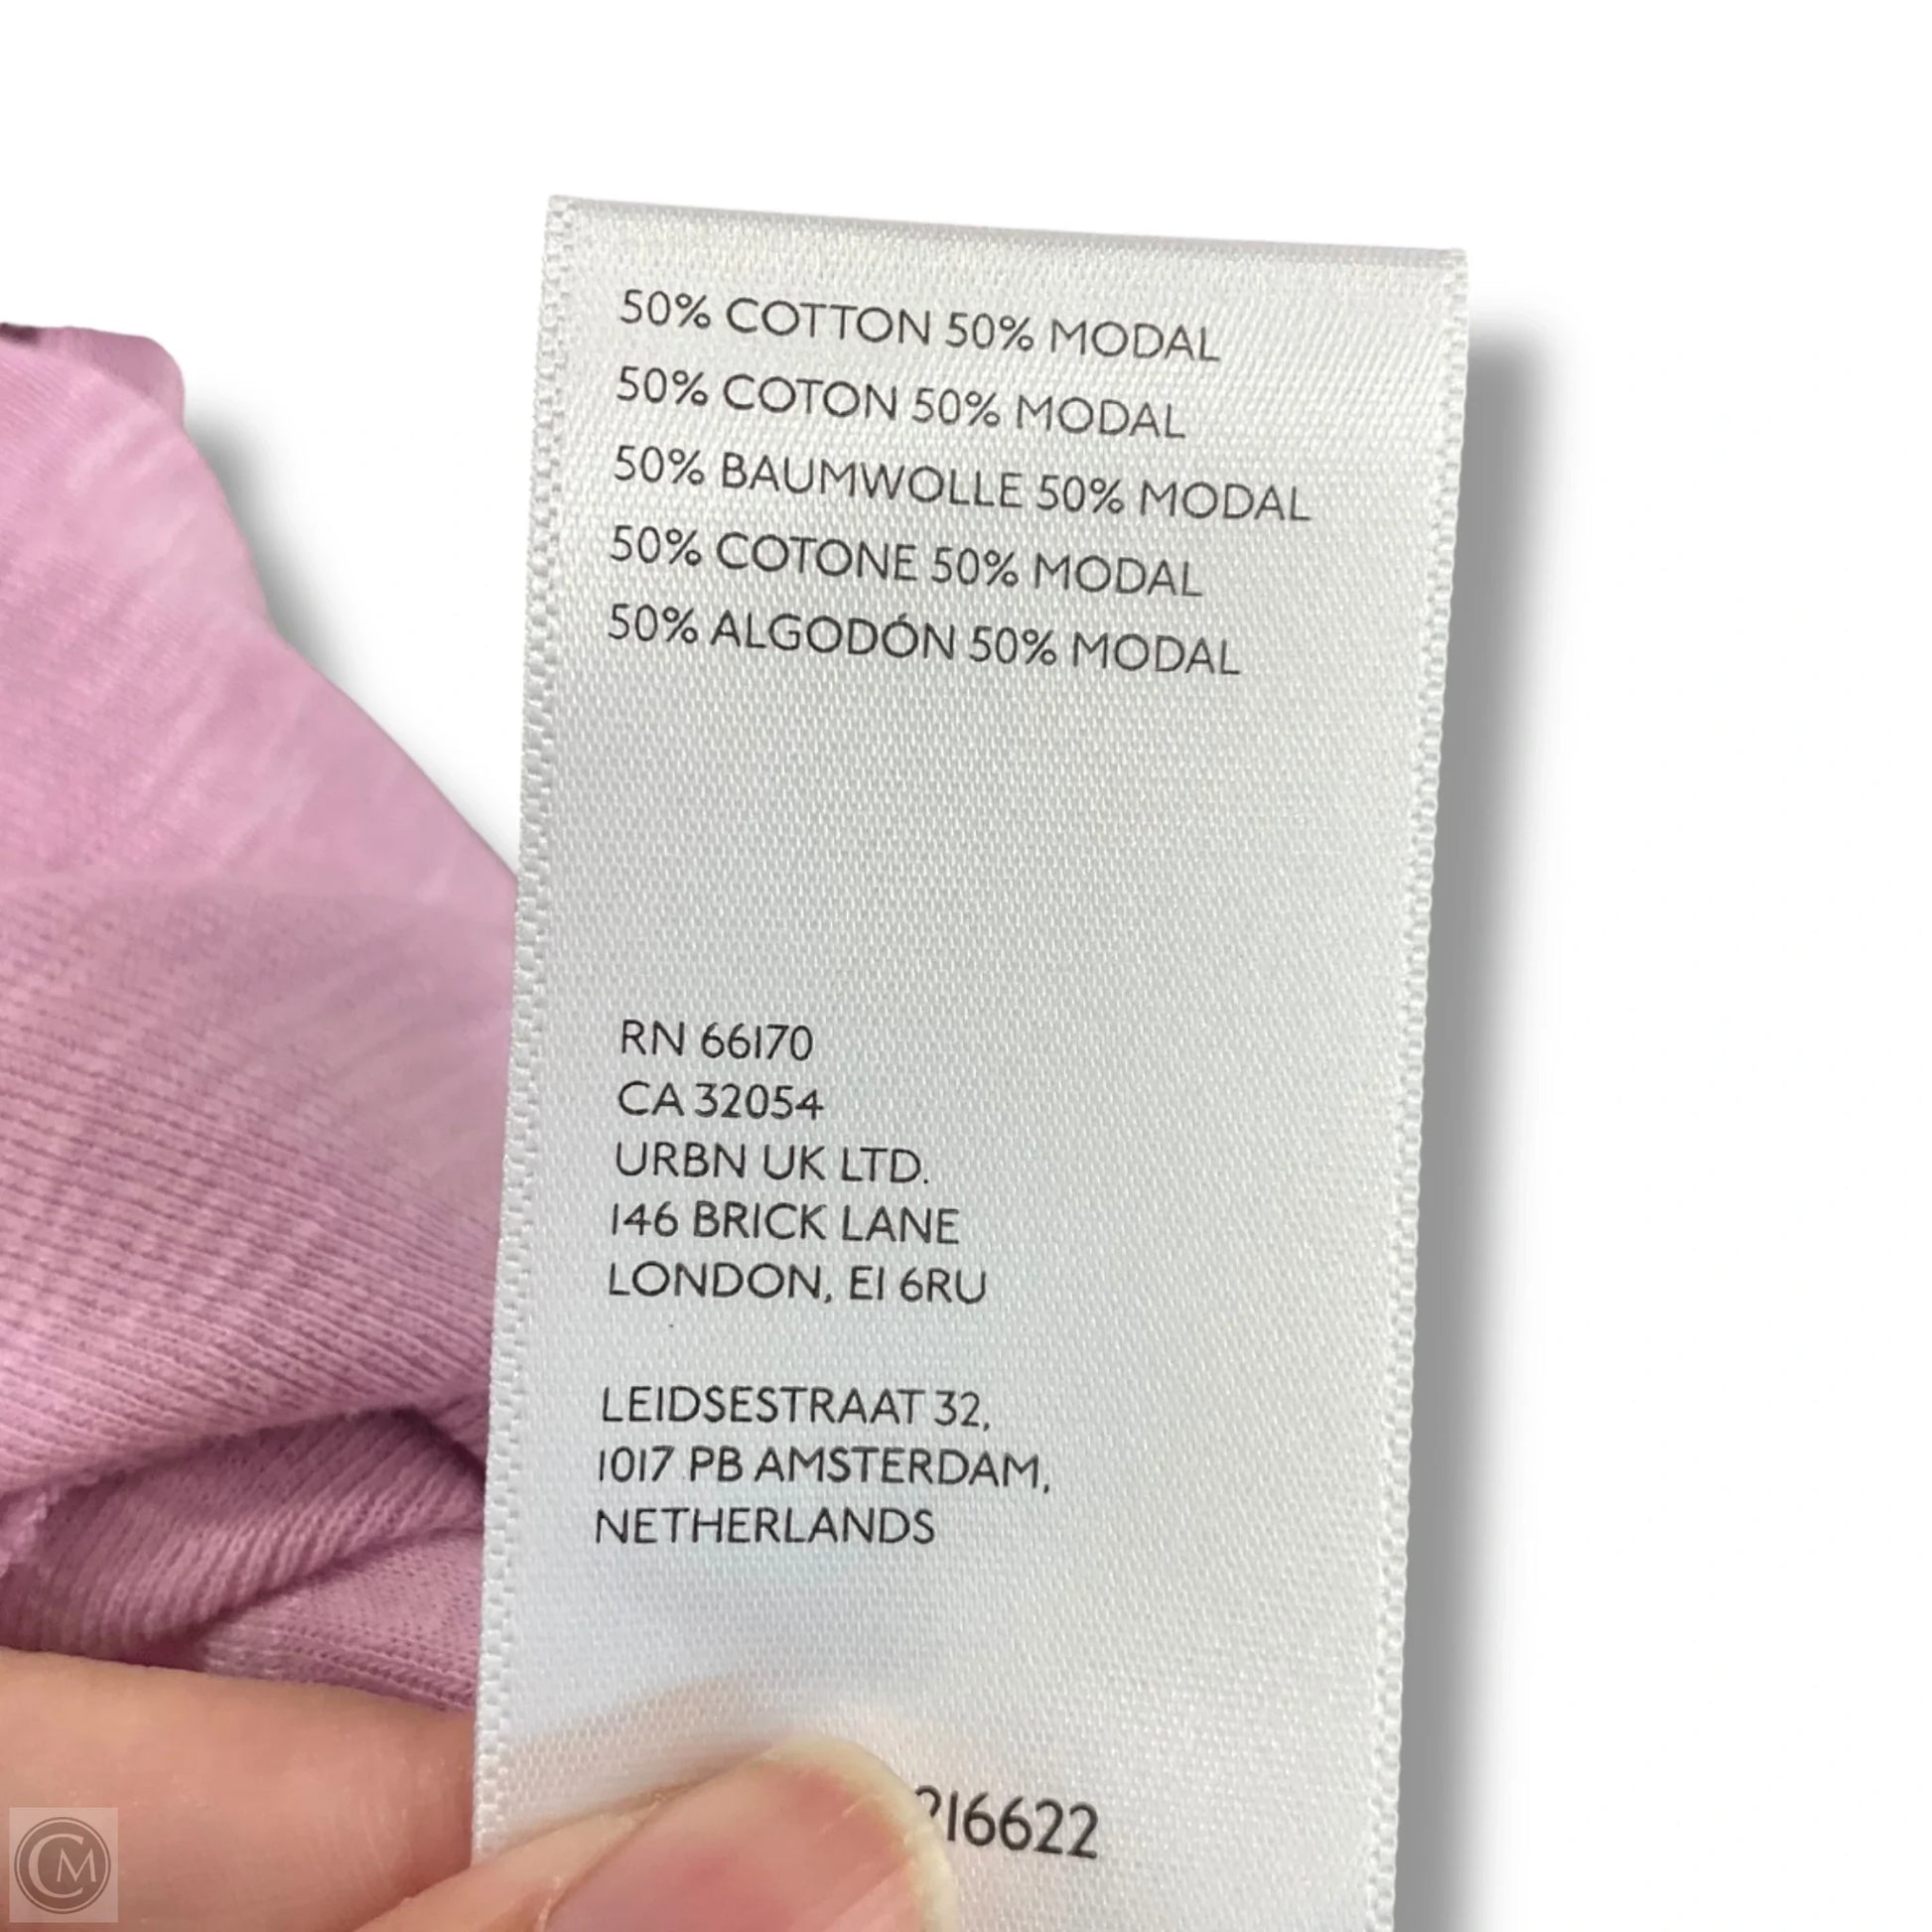 50% COTTON 50% MODAL
50% COTON 50% MODAL
50% BAUMWOLLE 50% MODAL
50% COTONE 50% MODAL
50% ALGODÓN 50% MODAL
RN 66170
CA 32054
URBN UK LTD.
146 BRICK LANE
LONDON, E1 6RU
LEIDSESTRAAT 32,
1017 PB AMSTERDAM,
NETHERLANDS
CM